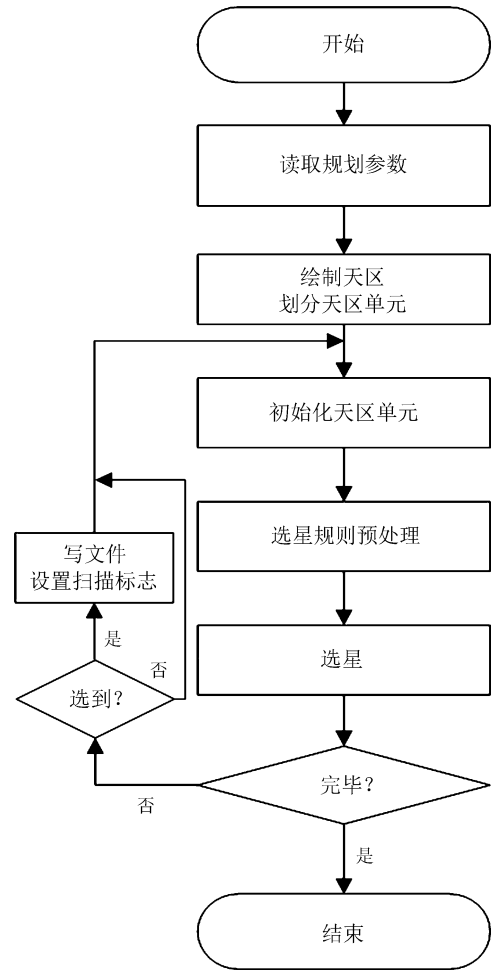 开始
读取规划参数
绘制天区
划分天区单元
初始化天区单元
选星规则预处理
写文件
设置扫描标志
是
选星
否
选到？
完毕？
否
是
结束